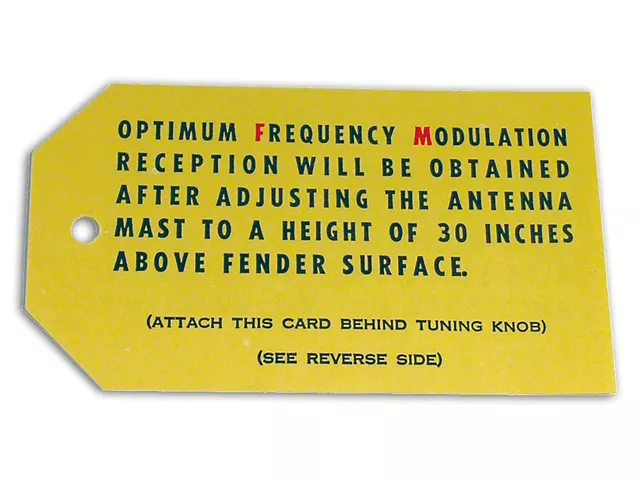 OPTIMUM FREQUENCY MODULATION
RECEPTION WILL BE OBTAINED
AFTER ADJUSTING THE ANTENNA
MAST TO A HEIGHT OF 30 INCHES
ABOVE FENDER SURFACE.
(ATTACH THIS CARD BEHIND TUNING KNOB)
(SEE REVERSE SIDE)